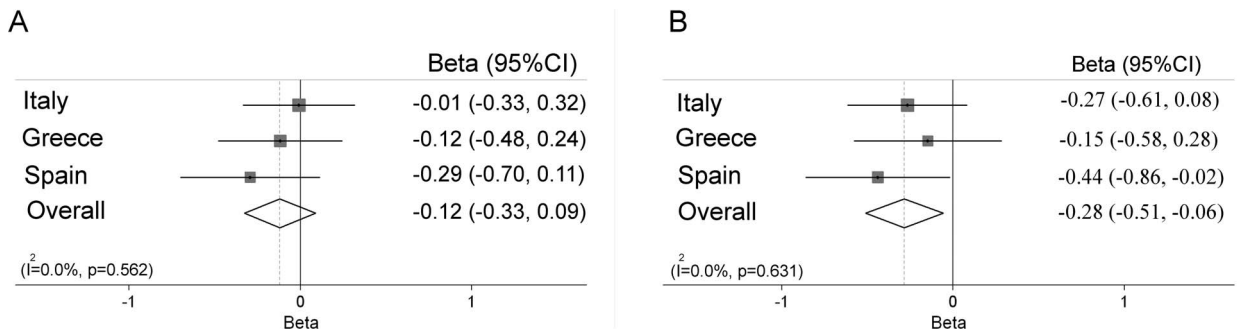 A
Beta (95%CI)
Italy -0.01 (-0.33, 0.32)
Greece -0.12 (-0.48, 0.24)
Spain -0.29 (-0.70, 0.11)
Overall -0.12 (-0.33, 0.09)
2
(I=0.0%, p=0.562)
-1 0 1
Beta
B
Beta (95%CI)
Italy -0.27 (-0.61, 0.08)
Greece -0.15 (-0.58, 0.28)
Spain -0.44 (-0.86, -0.02)
Overall -0.28 (-0.51, -0.06)
2
(I=0.0%, p=0.631)
-1 0 1
Beta